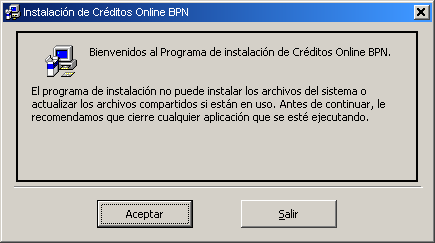 Instalación de Créditos Online BPN
Bienvenidos al Programa de instalación de Créditos Online BPN.
El programa de instalación no puede instalar los archivos del sistema o
actualizar los archivos compartidos si están en uso. Antes de continuar, le
recomendamos que cierre cualquier aplicación que se esté ejecutando.
Aceptar
Salir